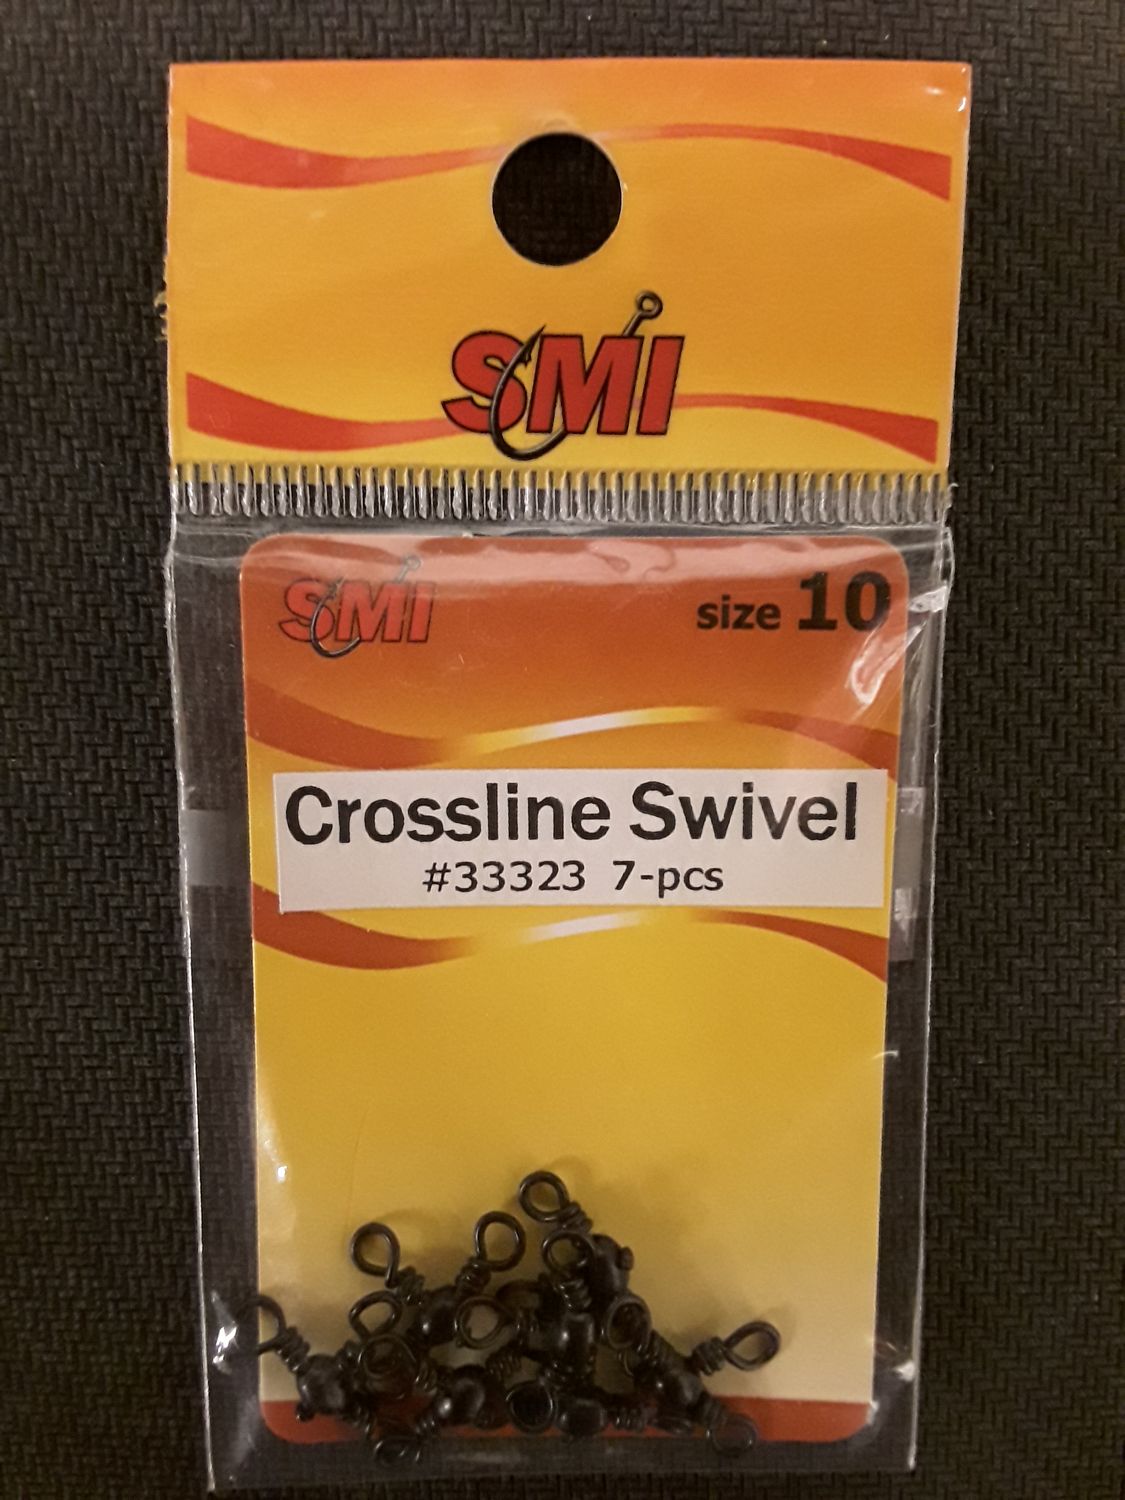 SMI
SMI
size 10
Crossline Swivel
#33323 7-pcs